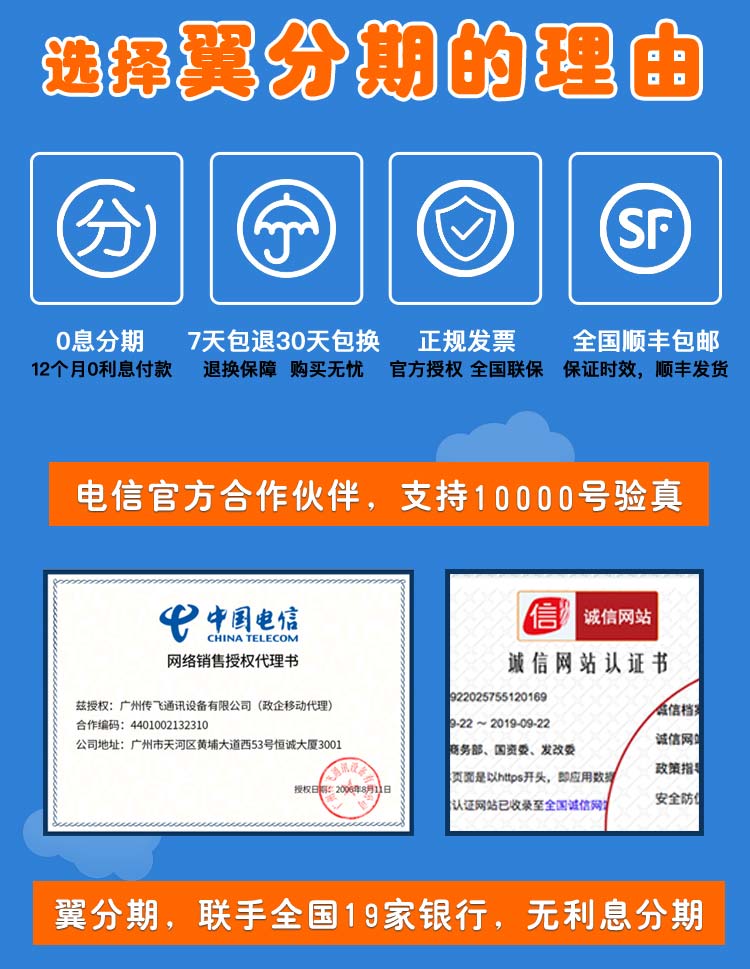 选择翼分期的理由
分
SF
0息分期
12个月0利息付款
7天包退30天包换
退换保障 购买无忧
正规发票
官方授权 全国联保
全国顺丰包邮
保证时效，顺丰发货
电信官方合作伙伴，支持10000号验真
中国电信
CHINA TELECOM
网络销售授权代理书
兹授权：广州传飞通讯设备有限公司（政企移动代理）
合作编码：4401002132310
公司地址：广州市天河区黄埔大道西53号恒诚大厦3001
授权日期：2006年8月11日
信 诚信网站
诚信网站认证书
922025755120169
9-22 ～ 2019-09-22
商务部、国资委、发改委
页面是以https开头，即应用数据
认证网站已收录至全国诚信网
诚信档案
诚信网站
政策指导
安全防
翼分期，联手全国19家银行，无利息分期